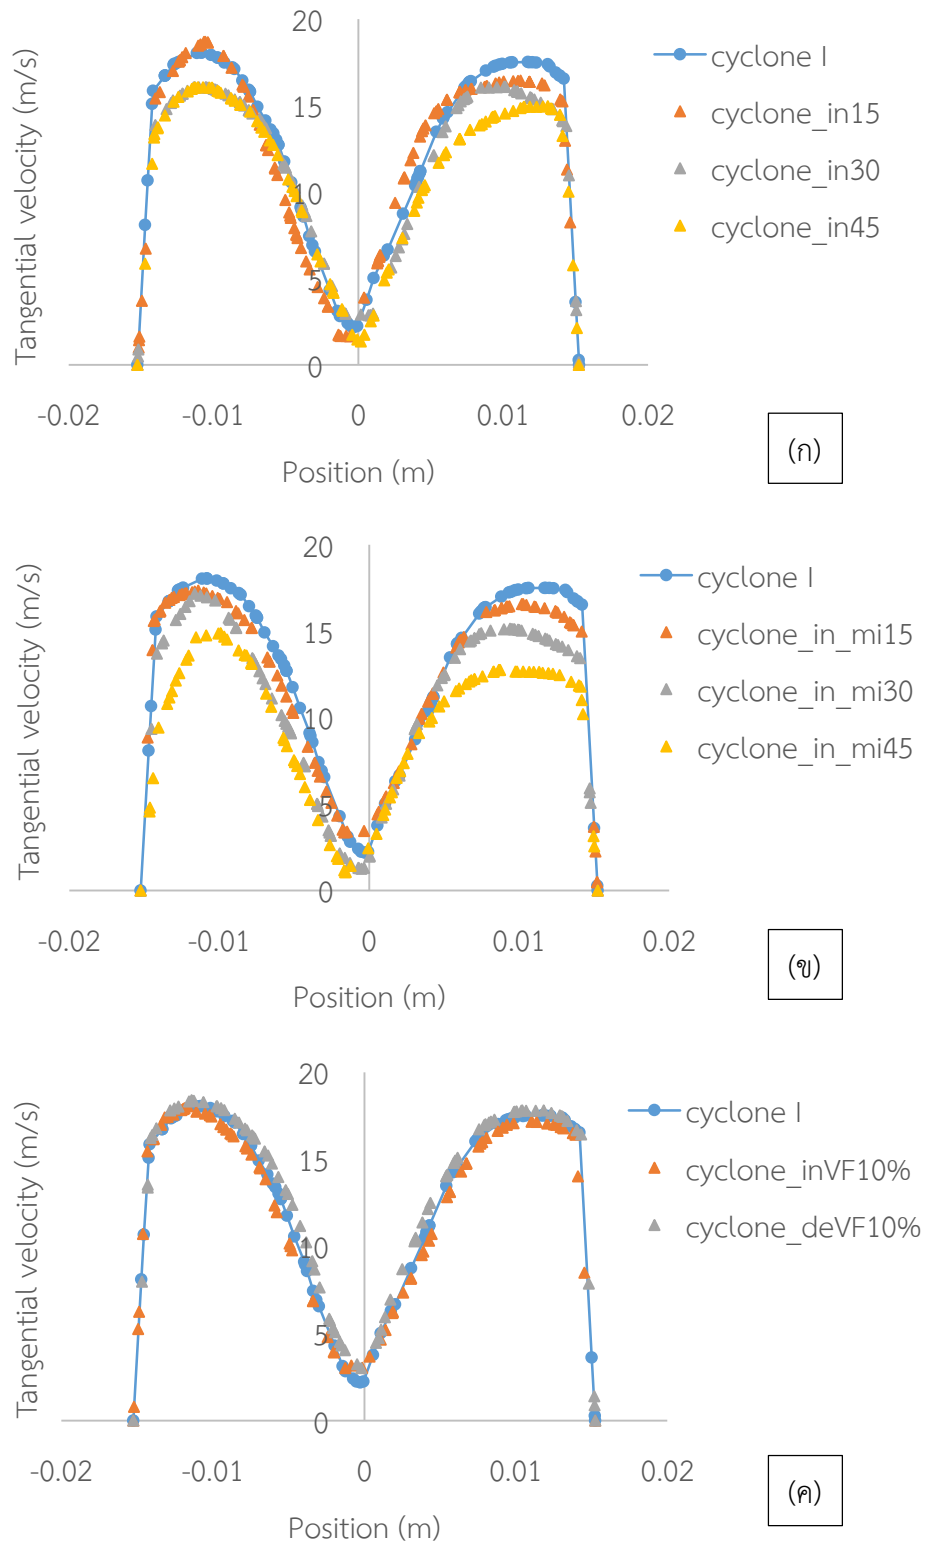 20
15
10
5
0
Tangential velocity (m/s)
-0.02 -0.01 0 0.01 0.02
Position (m)
cyclone I
cyclone_in15
cyclone_in30
cyclone_in45
(ก)
20
15
10
5
0
Tangential velocity (m/s)
-0.02 -0.01 0 0.01 0.02
Position (m)
cyclone I
cyclone_in_mi15
cyclone_in_mi30
cyclone_in_mi45
(ข)
20
15
10
5
0
Tangential velocity (m/s)
-0.02 -0.01 0 0.01 0.02
Position (m)
cyclone I
cyclone_inVF10%
cyclone_deVF10%
(ค)